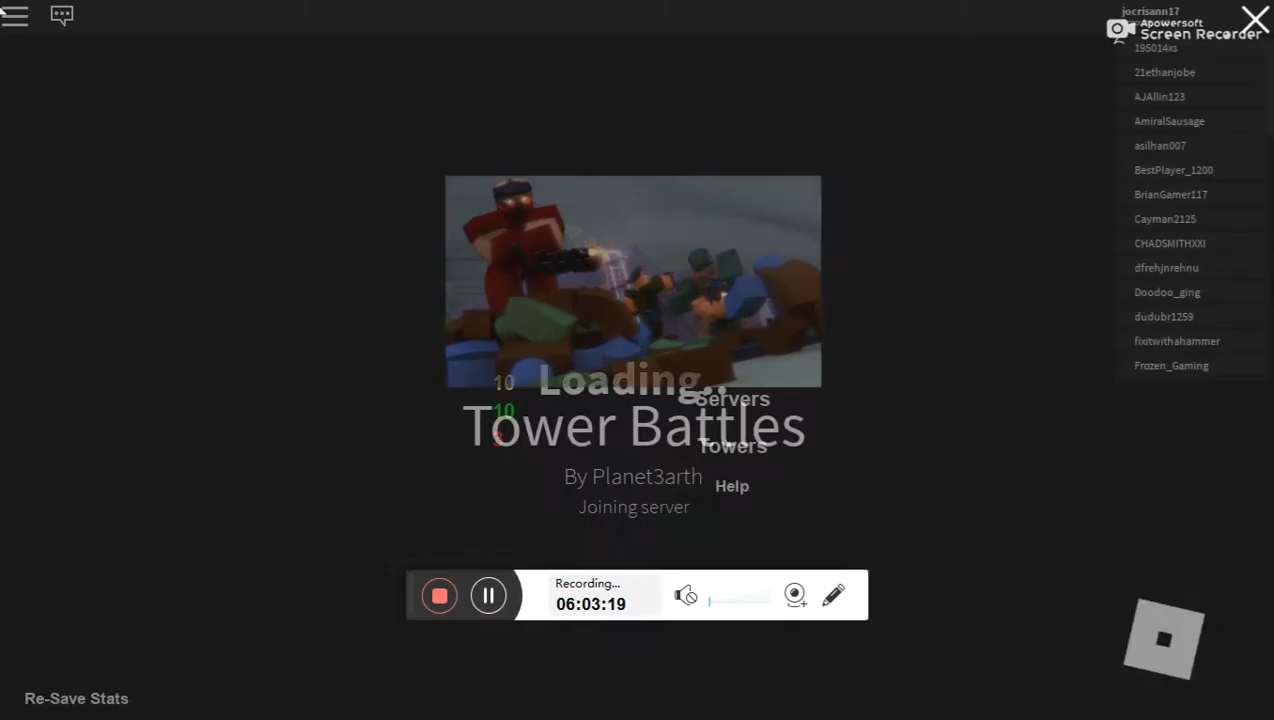 jocrisann17
Apowersoft
Screen Recorder
195014xs
21ethanjobe
AJAllin123
AmiralSausage
asilhan007
BestPlayer_1200
BrianGamer117
Cayman2125
CHADSMITHXXI
dfrehjnrehnu
Doodoo_ging
dudubr1259
fixitwithahammer
Frozen_Gaming
Loading..
10
Servers
10
Tower Battles
3
Towers
By Planet3arth
Help
Joining server
Recording...
06:03:19
Re-Save Stats